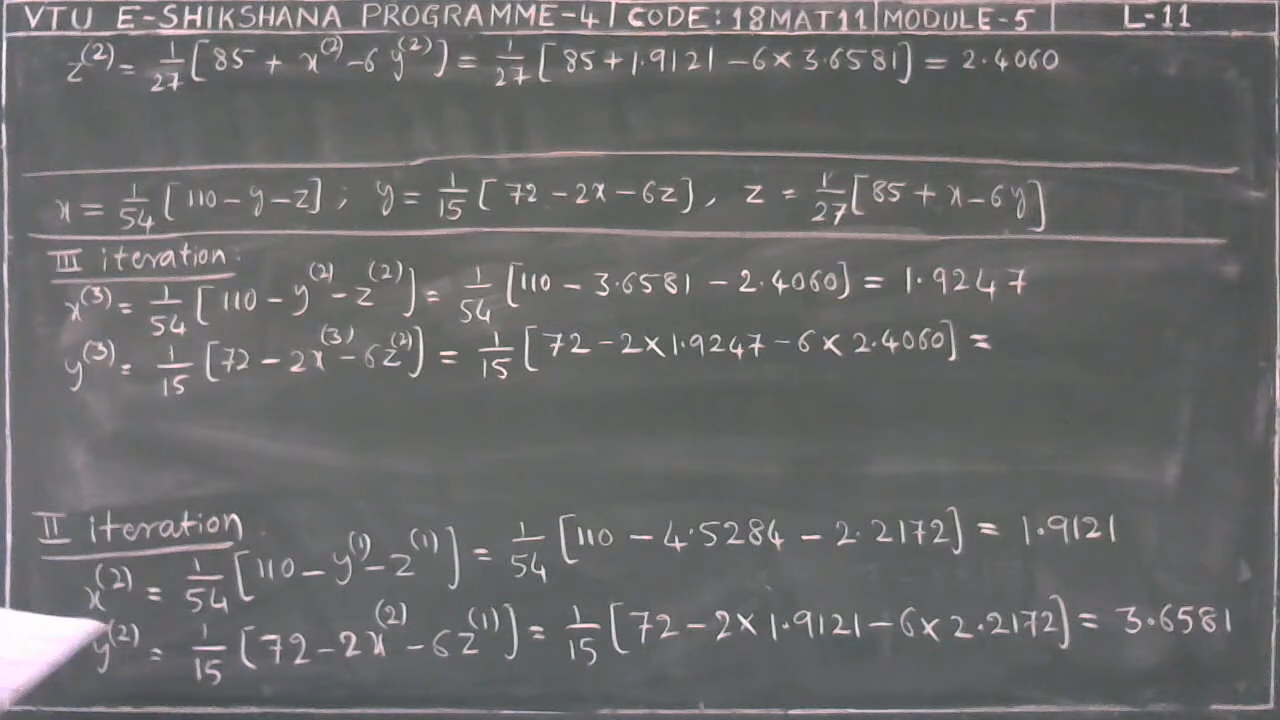 VTU E-SHIKSHANA PROGRAMME-4 | CODE: 18MAT11 | MODULE-5 | L-11
z⁽²⁾ = 1/27 [85 + x⁽²⁾ - 6y⁽²⁾] = 1/27 [85 + 1.9121 - 6 × 3.6581] = 2.4060
x = 1/54 [110 - y - z] ; y = 1/15 [72 - 2x - 6z], z = 1/27 [85 + x - 6y]
III iteration:
x⁽³⁾ = 1/54 [110 - y⁽²⁾ - z⁽²⁾] = 1/54 [110 - 3.6581 - 2.4060] = 1.9247
y⁽³⁾ = 1/15 [72 - 2x⁽³⁾ - 6z⁽²⁾] = 1/15 [72 - 2 × 1.9247 - 6 × 2.4060] =
II iteration
x⁽²⁾ = 1/54 [110 - y⁽¹⁾ - z⁽¹⁾] = 1/54 [110 - 4.5284 - 2.2172] = 1.9121
y⁽²⁾ = 1/15 [72 - 2x⁽²⁾ - 6z⁽¹⁾] = 1/15 [72 - 2 × 1.9121 - 6 × 2.2172] = 3.6581